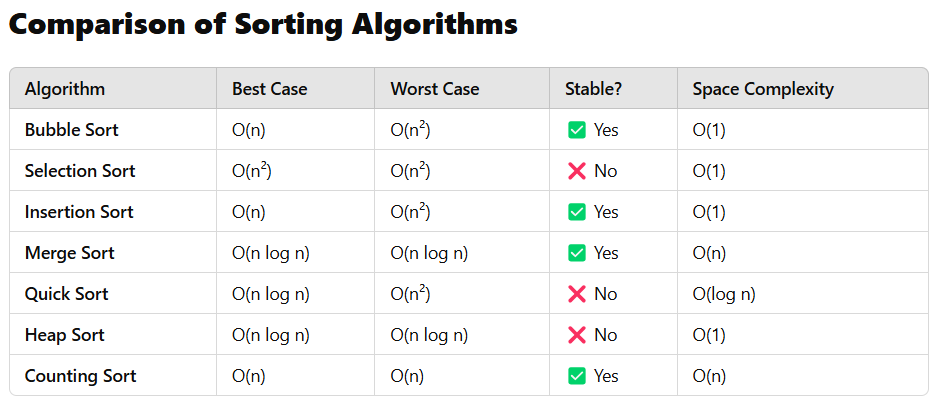 Comparison of Sorting Algorithms
Algorithm Best Case Worst Case Stable? Space Complexity
Bubble Sort O(n) O(n²) ✅ Yes O(1)
Selection Sort O(n²) O(n²) ❌ No O(1)
Insertion Sort O(n) O(n²) ✅ Yes O(1)
Merge Sort O(n log n) O(n log n) ✅ Yes O(n)
Quick Sort O(n log n) O(n²) ❌ No O(log n)
Heap Sort O(n log n) O(n log n) ❌ No O(1)
Counting Sort O(n) O(n) ✅ Yes O(n)